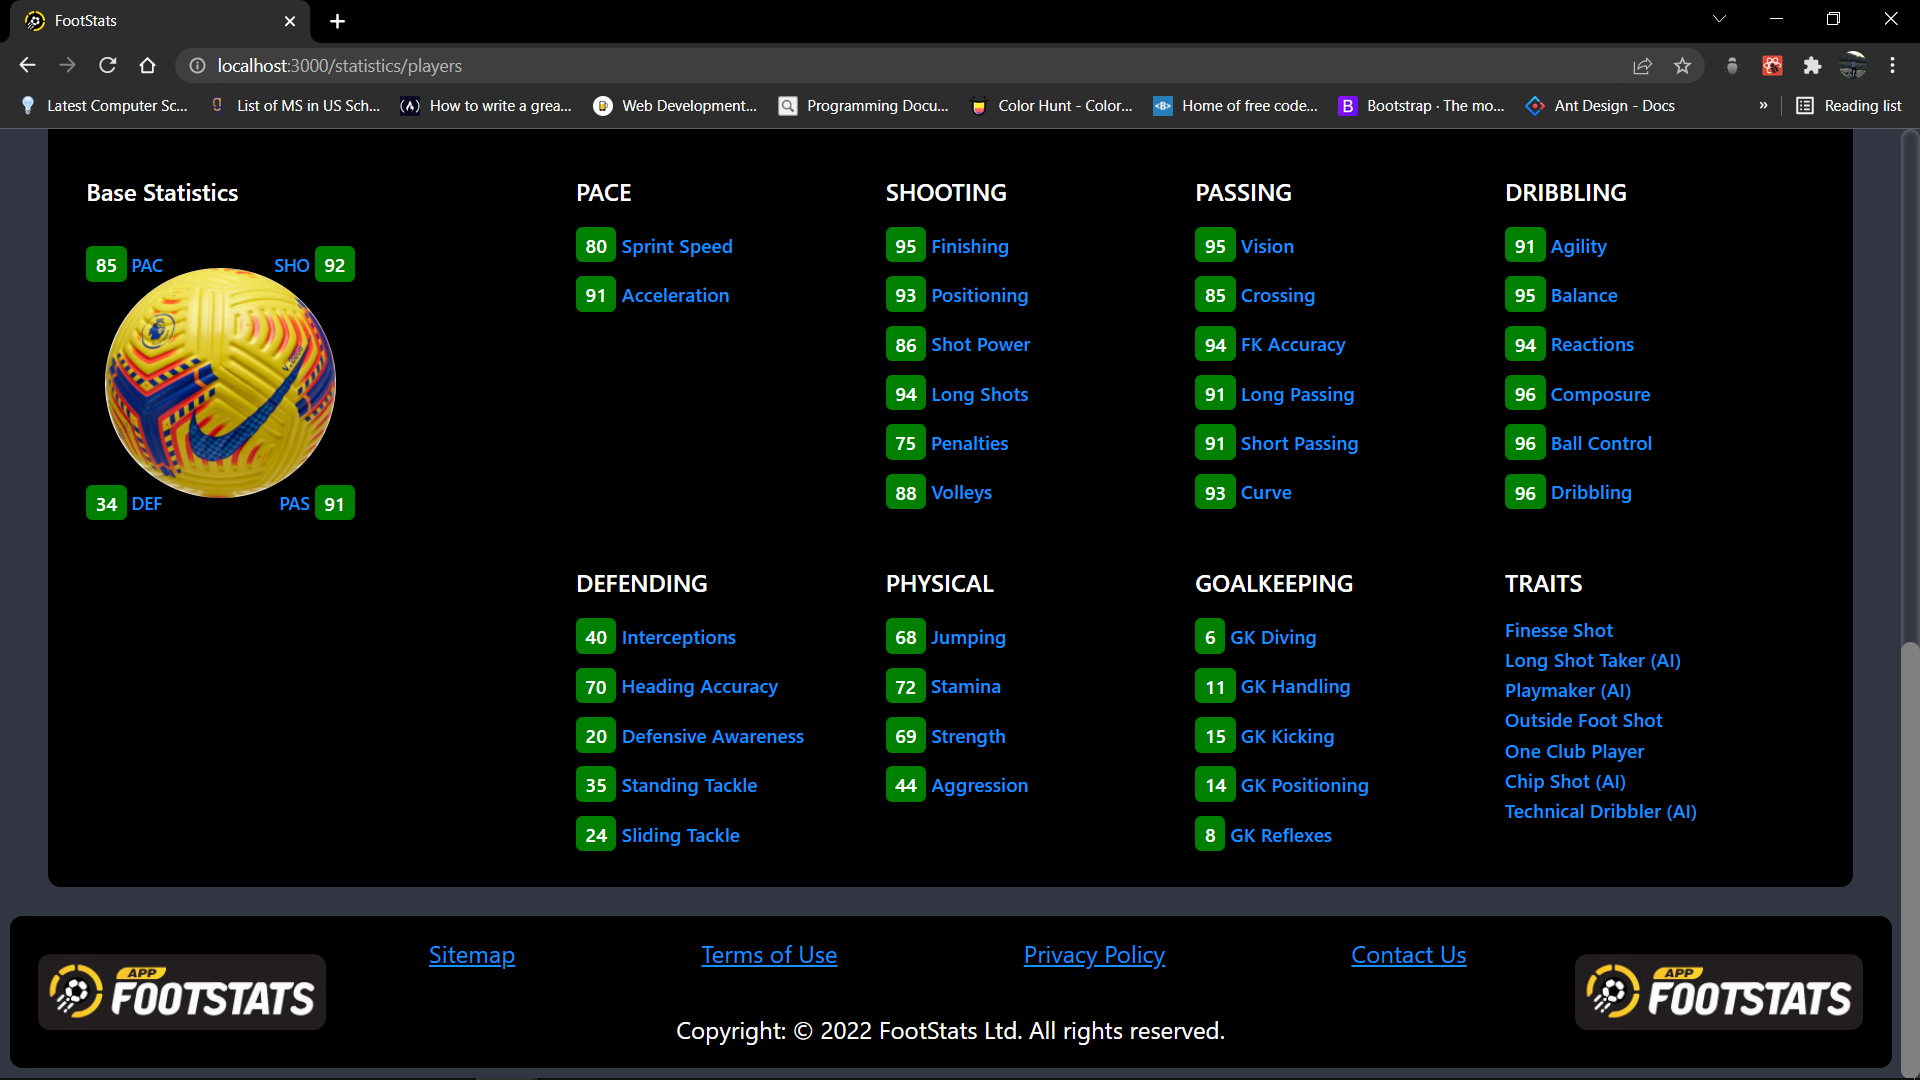 FootStats
localhost:3000/statistics/players
Latest Computer Sc...
List of MS in US Sch...
How to write a grea...
Web Development...
Programming Docu...
Color Hunt - Color...
Home of free code...
Bootstrap · The mo...
Ant Design - Docs
»
Reading list
Base Statistics
85 PAC
SHO 92
34 DEF
PAS 91
PACE
80 Sprint Speed
91 Acceleration
SHOOTING
95 Finishing
93 Positioning
86 Shot Power
94 Long Shots
75 Penalties
88 Volleys
PASSING
95 Vision
85 Crossing
94 FK Accuracy
91 Long Passing
91 Short Passing
93 Curve
DRIBBLING
91 Agility
95 Balance
94 Reactions
96 Composure
96 Ball Control
96 Dribbling
DEFENDING
40 Interceptions
70 Heading Accuracy
20 Defensive Awareness
35 Standing Tackle
24 Sliding Tackle
PHYSICAL
68 Jumping
72 Stamina
69 Strength
44 Aggression
GOALKEEPING
6 GK Diving
11 GK Handling
15 GK Kicking
14 GK Positioning
8 GK Reflexes
TRAITS
Finesse Shot
Long Shot Taker (AI)
Playmaker (AI)
Outside Foot Shot
One Club Player
Chip Shot (AI)
Technical Dribbler (AI)
APP
FOOTSTATS
Sitemap
Terms of Use
Privacy Policy
Contact Us
Copyright: © 2022 FootStats Ltd. All rights reserved.
APP
FOOTSTATS